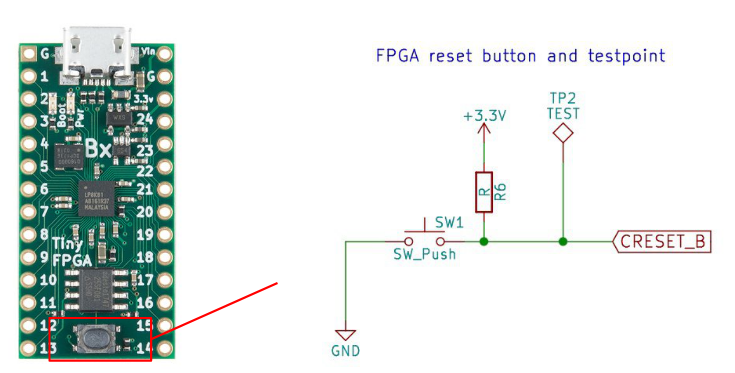 G
Vin
1
G
2
3.3v
3
24
Boot
Pwr
Bx
4
23
5
22
6
21
LP8K81
MALAYSIA
7
20
8
19
Tiny
FPGA
9
18
10
17
11
16
12
15
13
14
FPGA reset button and testpoint
TP2
TEST
+3.3V
R
R6
SW1
SW_Push
CRESET_B
GND